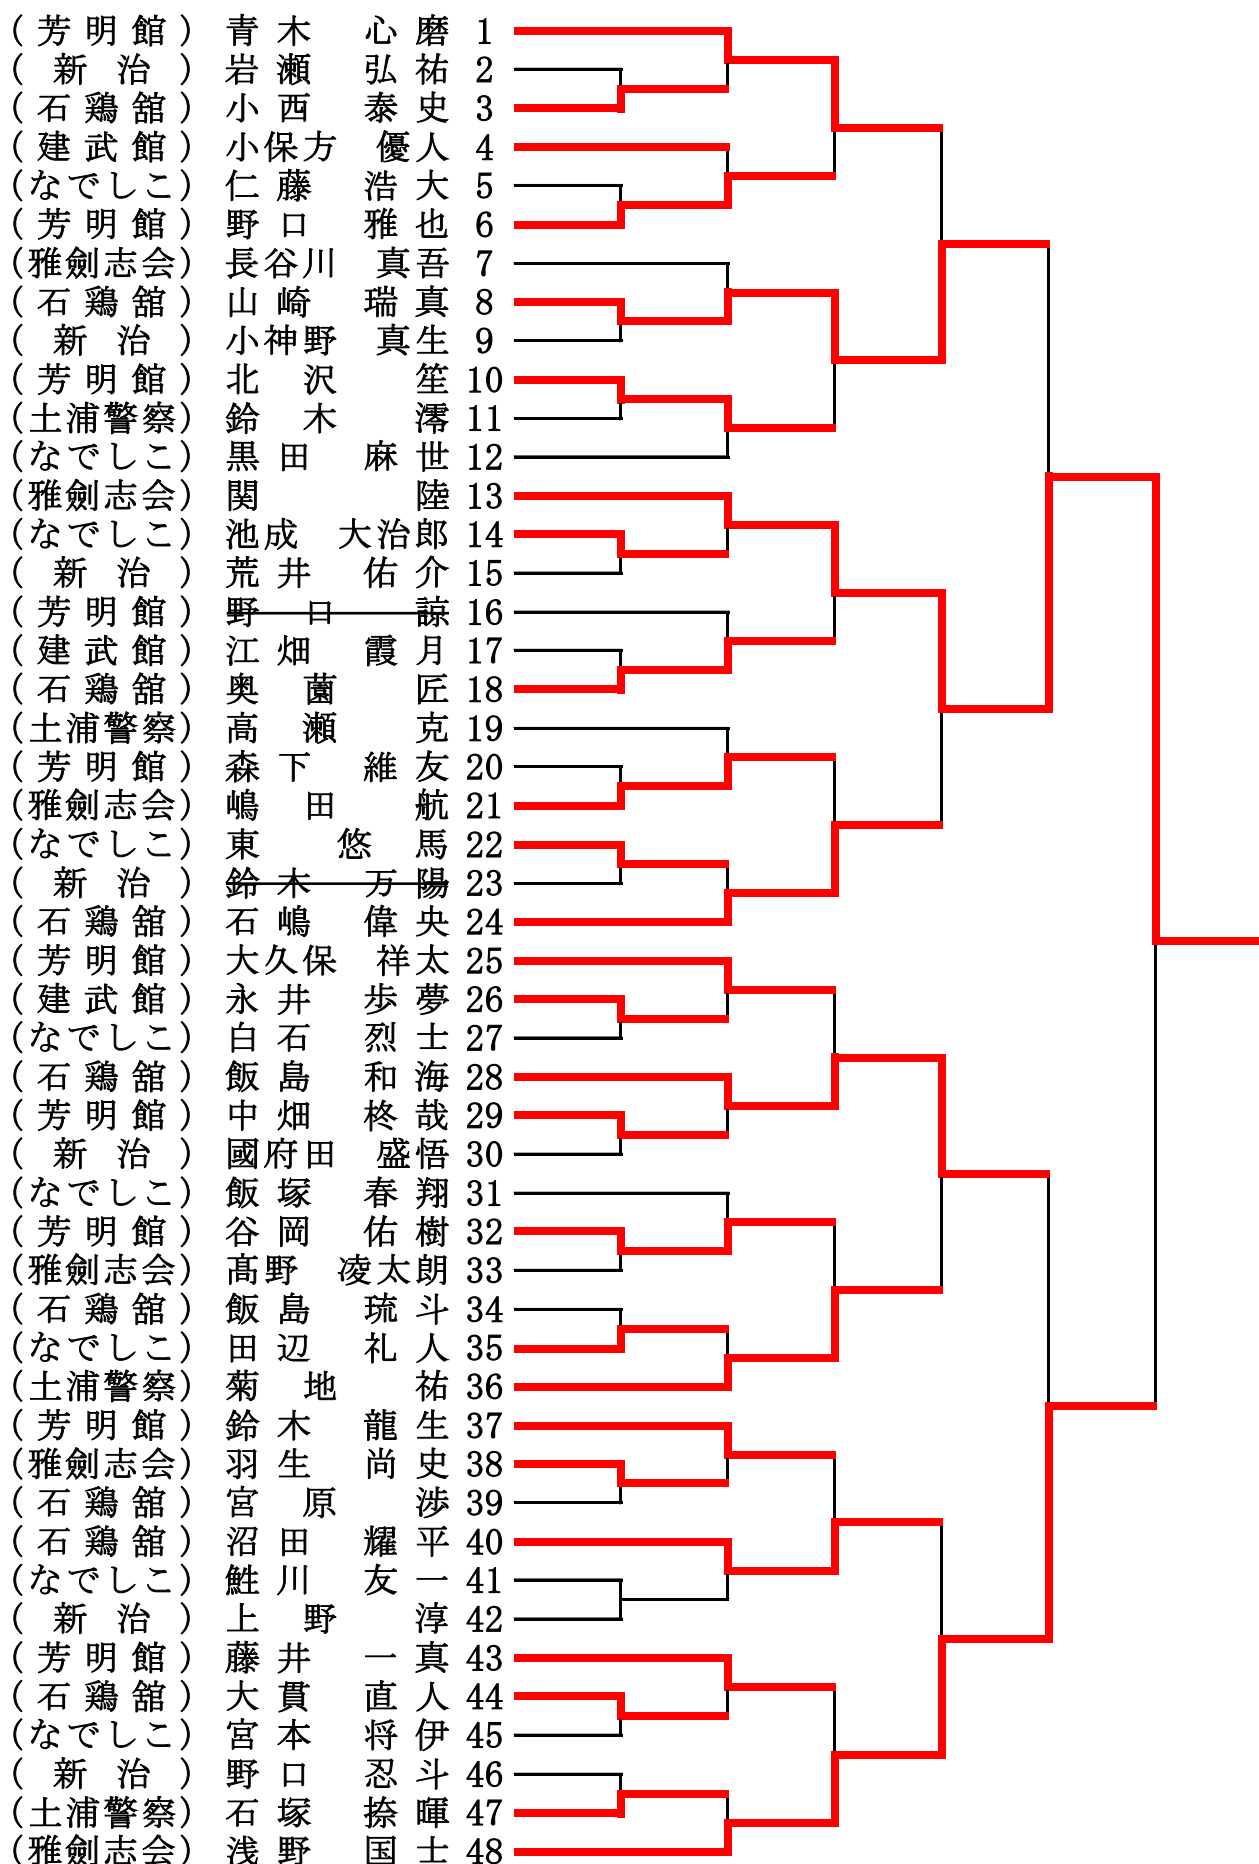 (芳明館) 青木 心磨 1
(新治) 岩瀬 弘祐 2
(石鶏舘) 小西 泰史 3
(建武館) 小保方 優人 4
(なでしこ) 仁藤 浩大 5
(芳明館) 野口 雅也 6
(雅劍志会) 長谷川 真吾 7
(石鶏舘) 山崎 瑞真 8
(新治) 小神野 真生 9
(芳明館) 北沢 笙 10
(土浦警察) 鈴木 澪 11
(なでしこ) 黒田 麻世 12
(雅劍志会) 関 陸 13
(なでしこ) 池成 大治郎 14
(新治) 荒井 佑介 15
(芳明館) 野口 諒 16
(建武館) 江畑 霞月 17
(石鶏舘) 奥薗 匠 18
(土浦警察) 高瀬 克 19
(芳明館) 森下 維友 20
(雅劍志会) 嶋田 航 21
(なでしこ) 東 悠馬 22
(新治) 鈴木 万陽 23
(石鶏舘) 石嶋 偉央 24
(芳明館) 大久保 祥太 25
(建武館) 永井 歩夢 26
(なでしこ) 白石 烈士 27
(石鶏舘) 飯島 和海 28
(芳明館) 中畑 柊哉 29
(新治) 國府田 盛悟 30
(なでしこ) 飯塚 春翔 31
(芳明館) 谷岡 佑樹 32
(雅劍志会) 髙野 凌太朗 33
(石鶏舘) 飯島 琉斗 34
(なでしこ) 田辺 礼人 35
(土浦警察) 菊地 祐 36
(芳明館) 鈴木 龍生 37
(雅劍志会) 羽生 尚史 38
(石鶏舘) 宮原 渉 39
(石鶏舘) 沼田 耀平 40
(なでしこ) 鮏川 友一 41
(新治) 上野 淳 42
(芳明館) 藤井 一真 43
(石鶏舘) 大貫 直人 44
(なでしこ) 宮本 将伊 45
(新治) 野口 忍斗 46
(土浦警察) 石塚 捺暉 47
(雅劍志会) 浅野 国士 48